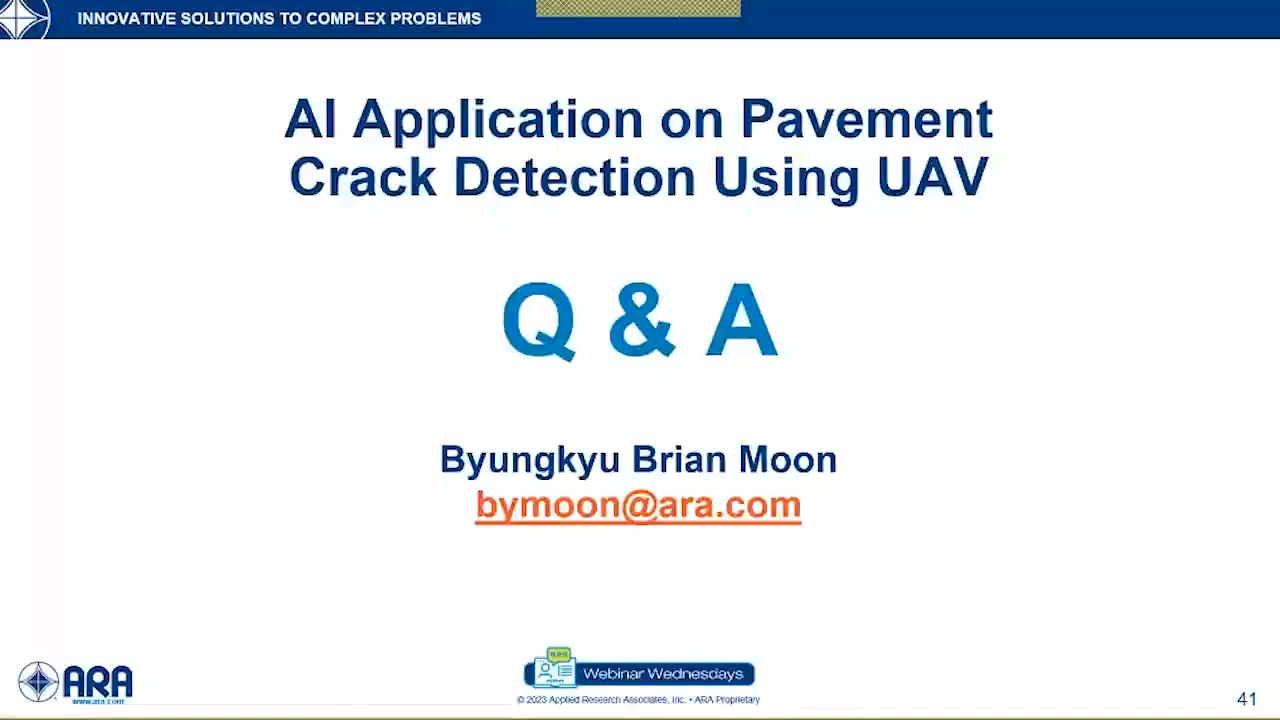 INNOVATIVE SOLUTIONS TO COMPLEX PROBLEMS
AI Application on Pavement
Crack Detection Using UAV
Q & A
Byungkyu Brian Moon
bymoon@ara.com
ARA
www.ara.com
Webinar Wednesdays
© 2023 Applied Research Associates, Inc. • ARA Proprietary
41